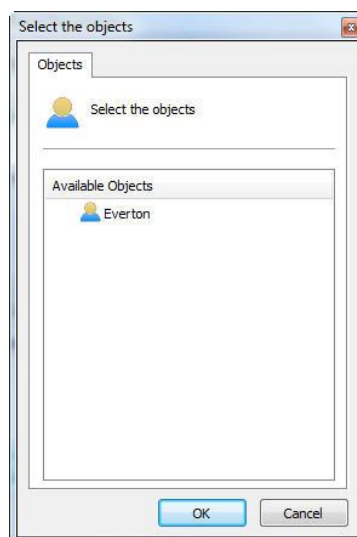 Select the objects
Objects
Select the objects
Available Objects
Everton
OK
Cancel